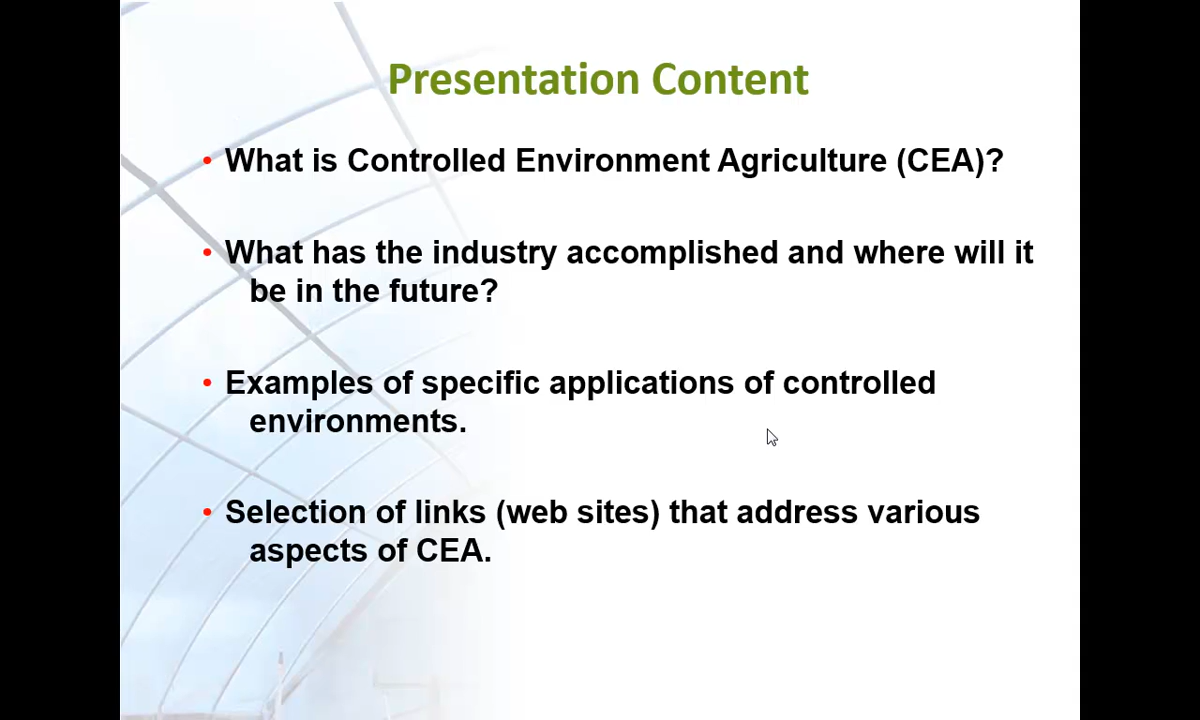 Presentation Content
• What is Controlled Environment Agriculture (CEA)?
• What has the industry accomplished and where will it
be in the future?
• Examples of specific applications of controlled
environments.
• Selection of links (web sites) that address various
aspects of CEA.